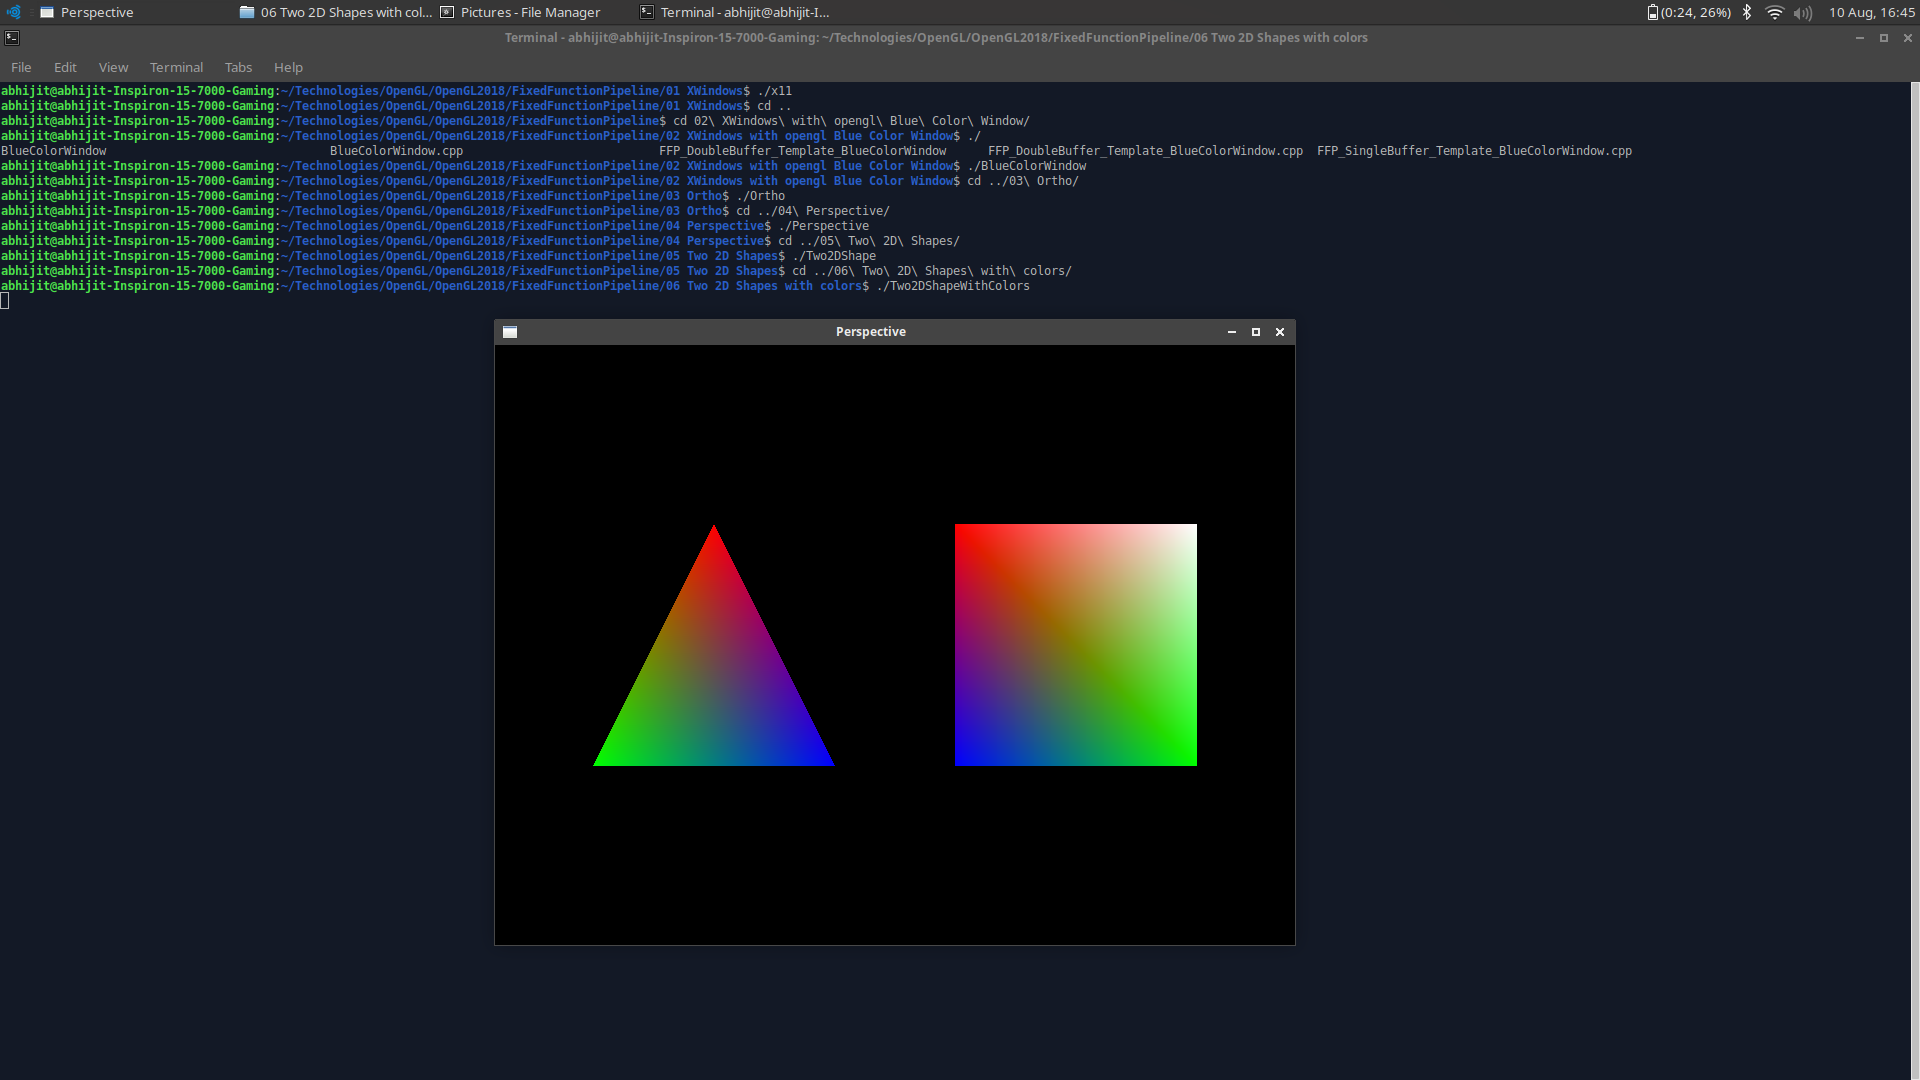 Perspective 06 Two 2D Shapes with col... Pictures - File Manager Terminal - abhijit@abhijit-I... (0:24, 26%) 10 Aug, 16:45
Terminal - abhijit@abhijit-Inspiron-15-7000-Gaming: ~/Technologies/OpenGL/OpenGL2018/FixedFunctionPipeline/06 Two 2D Shapes with colors
File Edit View Terminal Tabs Help
abhijit@abhijit-Inspiron-15-7000-Gaming:~/Technologies/OpenGL/OpenGL2018/FixedFunctionPipeline/01 XWindows$ ./x11
abhijit@abhijit-Inspiron-15-7000-Gaming:~/Technologies/OpenGL/OpenGL2018/FixedFunctionPipeline/01 XWindows$ cd ..
abhijit@abhijit-Inspiron-15-7000-Gaming:~/Technologies/OpenGL/OpenGL2018/FixedFunctionPipeline$ cd 02\ XWindows\ with\ opengl\ Blue\ Color\ Window/
abhijit@abhijit-Inspiron-15-7000-Gaming:~/Technologies/OpenGL/OpenGL2018/FixedFunctionPipeline/02 XWindows with opengl Blue Color Window$ ./
BlueColorWindow BlueColorWindow.cpp FFP_DoubleBuffer_Template_BlueColorWindow FFP_DoubleBuffer_Template_BlueColorWindow.cpp FFP_SingleBuffer_Template_BlueColorWindow.cpp
abhijit@abhijit-Inspiron-15-7000-Gaming:~/Technologies/OpenGL/OpenGL2018/FixedFunctionPipeline/02 XWindows with opengl Blue Color Window$ ./BlueColorWindow
abhijit@abhijit-Inspiron-15-7000-Gaming:~/Technologies/OpenGL/OpenGL2018/FixedFunctionPipeline/02 XWindows with opengl Blue Color Window$ cd ../03\ Ortho/
abhijit@abhijit-Inspiron-15-7000-Gaming:~/Technologies/OpenGL/OpenGL2018/FixedFunctionPipeline/03 Ortho$ ./Ortho
abhijit@abhijit-Inspiron-15-7000-Gaming:~/Technologies/OpenGL/OpenGL2018/FixedFunctionPipeline/03 Ortho$ cd ../04\ Perspective/
abhijit@abhijit-Inspiron-15-7000-Gaming:~/Technologies/OpenGL/OpenGL2018/FixedFunctionPipeline/04 Perspective$ ./Perspective
abhijit@abhijit-Inspiron-15-7000-Gaming:~/Technologies/OpenGL/OpenGL2018/FixedFunctionPipeline/04 Perspective$ cd ../05\ Two\ 2D\ Shapes/
abhijit@abhijit-Inspiron-15-7000-Gaming:~/Technologies/OpenGL/OpenGL2018/FixedFunctionPipeline/05 Two 2D Shapes$ ./Two2DShape
abhijit@abhijit-Inspiron-15-7000-Gaming:~/Technologies/OpenGL/OpenGL2018/FixedFunctionPipeline/05 Two 2D Shapes$ cd ../06\ Two\ 2D\ Shapes\ with\ colors/
abhijit@abhijit-Inspiron-15-7000-Gaming:~/Technologies/OpenGL/OpenGL2018/FixedFunctionPipeline/06 Two 2D Shapes with colors$ ./Two2DShapeWithColors
Perspective